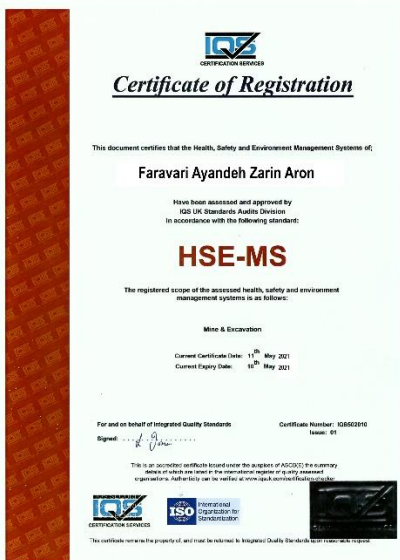 IQS
CERTIFICATION SERVICES
Certificate of Registration
This document certifies that the Health, Safety and Environment Management Systems of;
Faravari Ayandeh Zarin Aron
Have been assessed and approved by
IQS UK Standards Audits Division
In accordance with the following standard:
HSE-MS
The registered scope of the assessed health, safety and environment
management systems is as follows:
Mine & Excavation
Current Certificate Date: 11th May 2021
Current Expiry Date: 10th May 2021
For and on behalf of Integrated Quality Standards
Certificate Number: IQS502010
Issue: 01
Signed:
This is an accredited certificate issued under the auspices of ASCB(E) the summary
details of which are lated in the international register of quality assessed
organisations. Authenticity can be verified at www.iqsuk.com/certification-checker
IQS
CERTIFICATION SERVICES
ISO
International
Organization for
Standardization
This certificate remains the property of, and must be returned to Integrated Quality Standards upon reasonable request